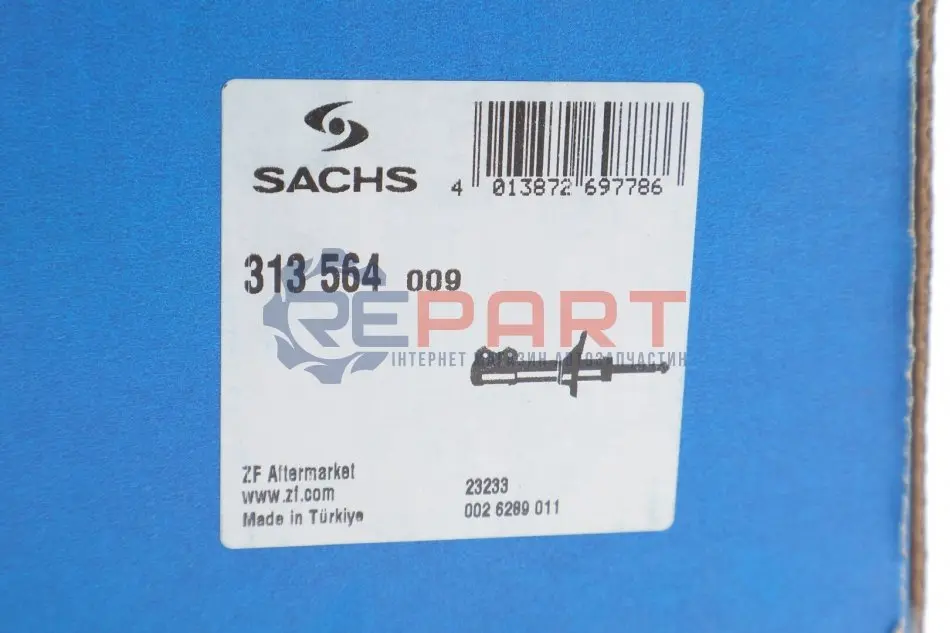 SACHS
4 013872 697786
313 564 009
REPART
ІНТЕРНЕТ МАГАЗИН АВТОЗАПЧАСТИН
ZF Aftermarket
www.zf.com
Made in Türkiye
23233
002 6289 011